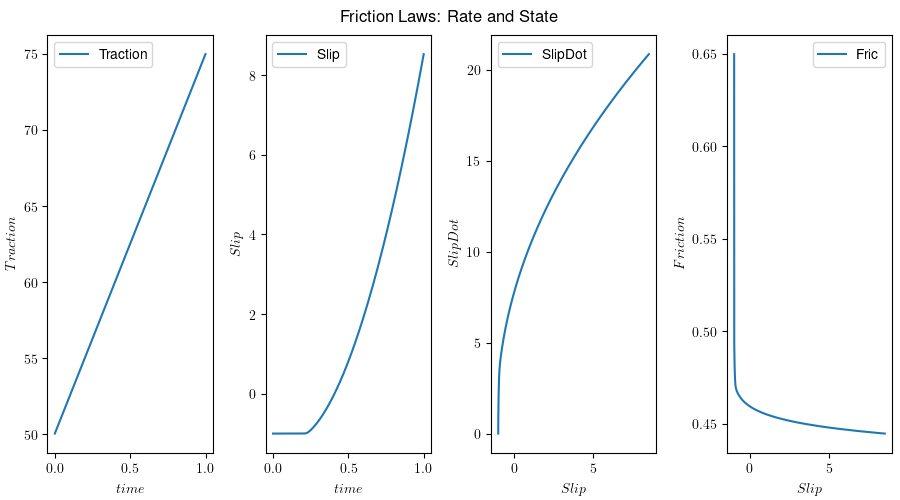 Friction Laws: Rate and State
Traction
75
70
65
60
55
50
Traction
0.0 0.5 1.0
time
Slip
8
6
4
2
0
Slip
0.0 0.5 1.0
time
SlipDot
20
15
10
5
0
SlipDot
0 5
Slip
Fric
0.65
0.60
0.55
0.50
0.45
Friction
0 5
Slip